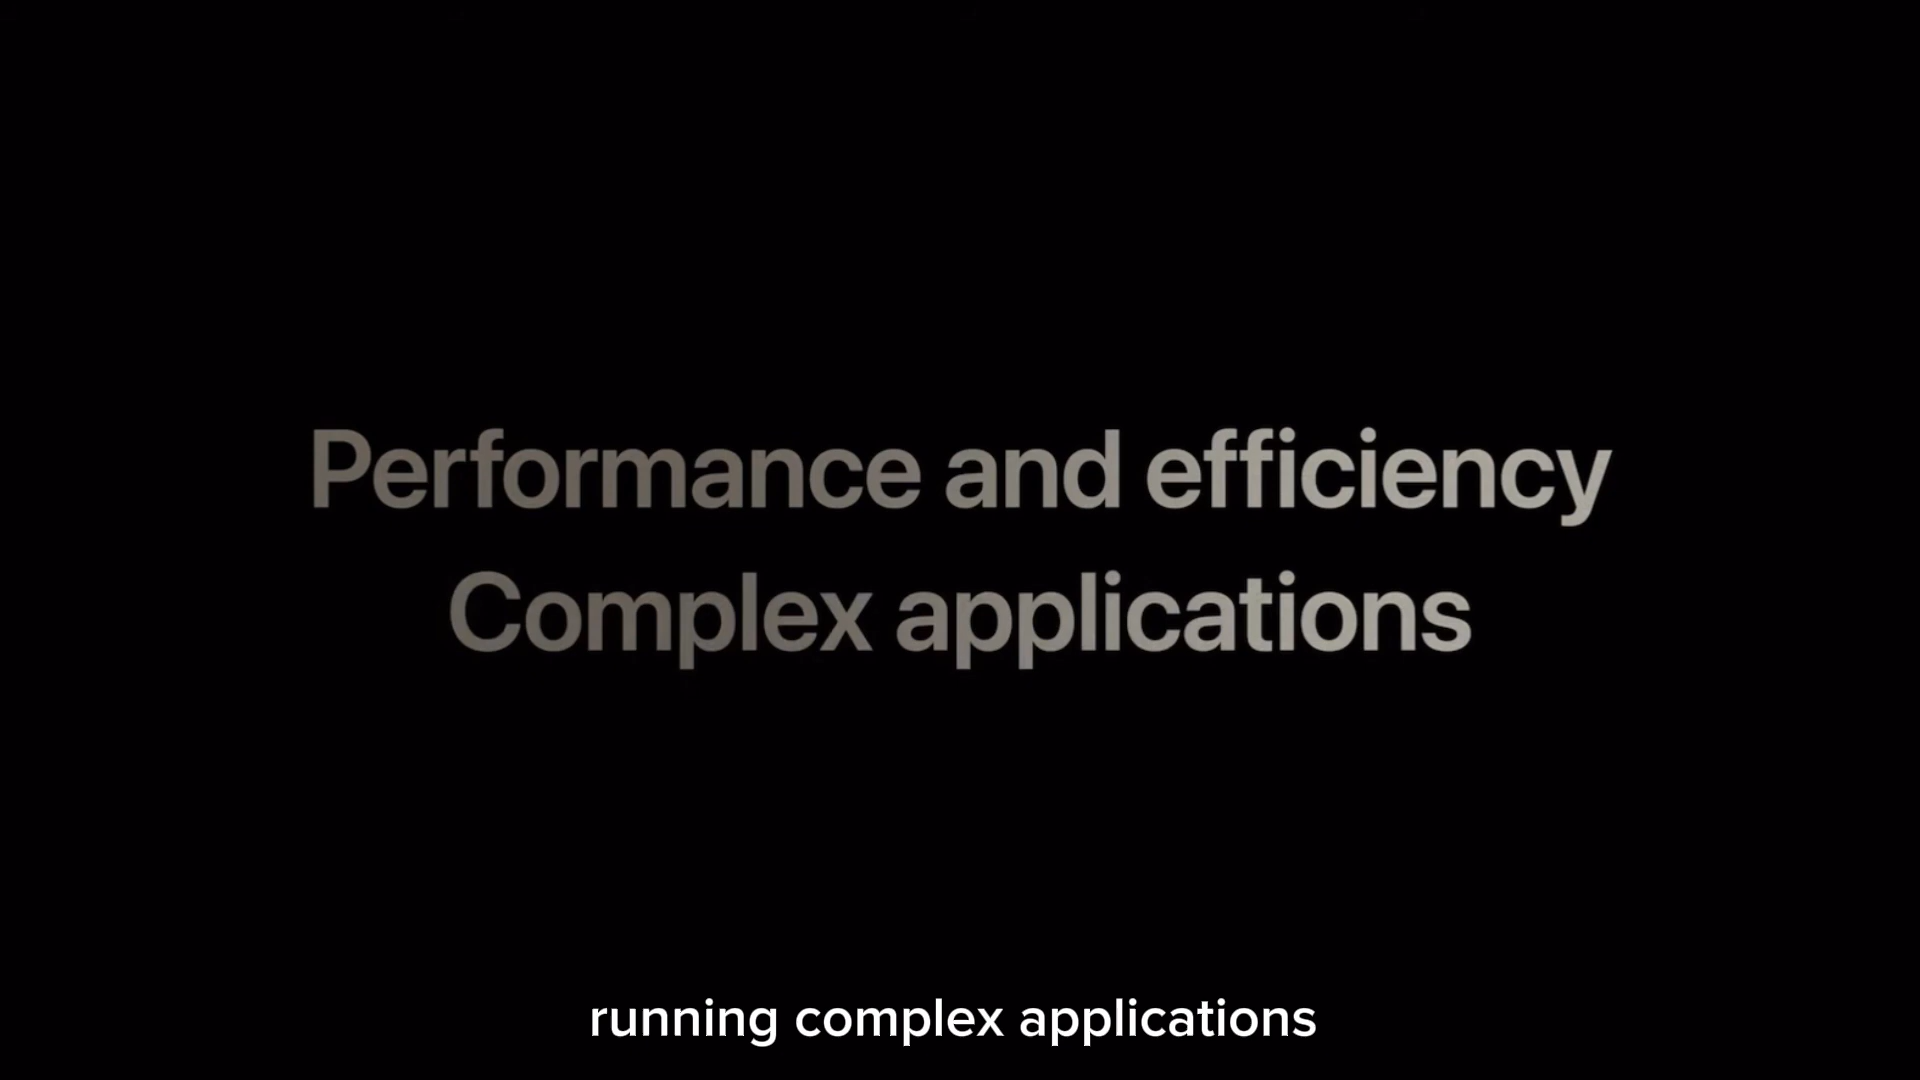 Performance and efficiency
Complex applications
running complex applications